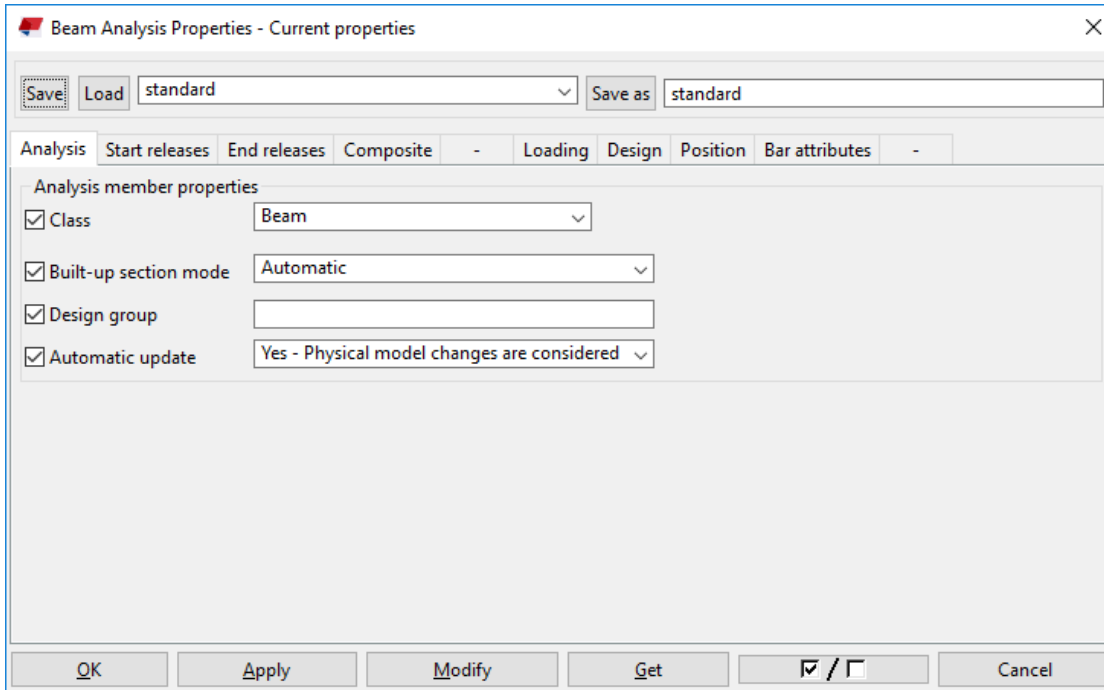 Beam Analysis Properties - Current properties
Save Load standard Save as standard
Analysis Start releases End releases Composite - Loading Design Position Bar attributes -
Analysis member properties
Class Beam
Built-up section mode Automatic
Design group
Automatic update Yes - Physical model changes are considered
OK Apply Modify Get / Cancel